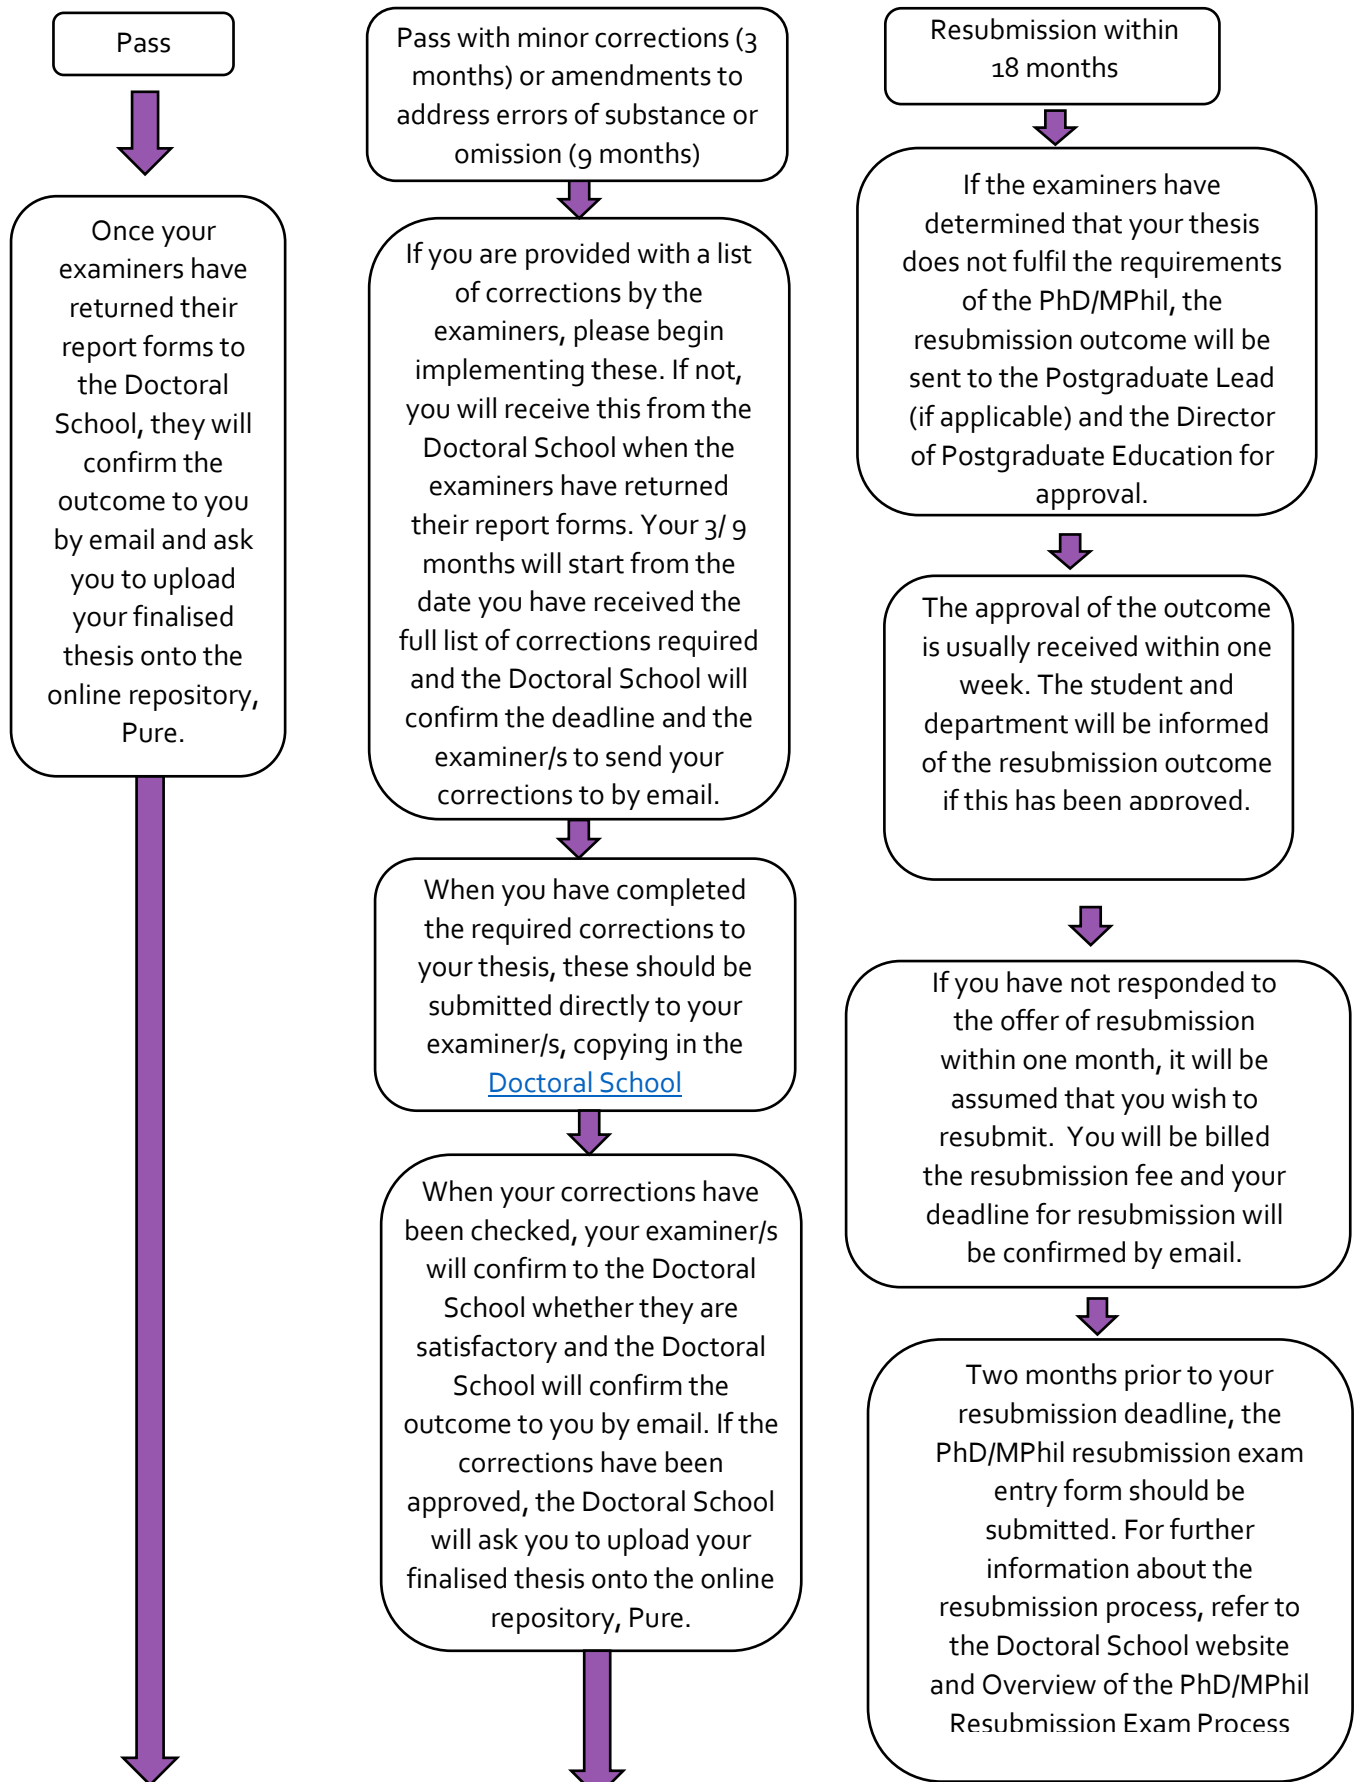 Pass
Once your
examiners have
returned their
report forms to
the Doctoral
School, they will
confirm the
outcome to you
by email and ask
you to upload
your finalised
thesis onto the
online repository,
Pure.
Pass with minor corrections (3
months) or amendments to
address errors of substance or
omission (9 months)
If you are provided with a list
of corrections by the
examiners, please begin
implementing these. If not,
you will receive this from the
Doctoral School when the
examiners have returned
their report forms. Your 3/ 9
months will start from the
date you have received the
full list of corrections required
and the Doctoral School will
confirm the deadline and the
examiner/s to send your
corrections to by email.
When you have completed
the required corrections to
your thesis, these should be
submitted directly to your
examiner/s, copying in the
Doctoral School
When your corrections have
been checked, your examiner/s
will confirm to the Doctoral
School whether they are
satisfactory and the Doctoral
School will confirm the
outcome to you by email. If the
corrections have been
approved, the Doctoral School
will ask you to upload your
finalised thesis onto the online
repository, Pure.
Resubmission within
18 months
If the examiners have
determined that your thesis
does not fulfil the requirements
of the PhD/MPhil, the
resubmission outcome will be
sent to the Postgraduate Lead
(if applicable) and the Director
of Postgraduate Education for
approval.
The approval of the outcome
is usually received within one
week. The student and
department will be informed
of the resubmission outcome
if this has been approved.
If you have not responded to
the offer of resubmission
within one month, it will be
assumed that you wish to
resubmit. You will be billed
the resubmission fee and your
deadline for resubmission will
be confirmed by email.
Two months prior to your
resubmission deadline, the
PhD/MPhil resubmission exam
entry form should be
submitted. For further
information about the
resubmission process, refer to
the Doctoral School website
and Overview of the PhD/MPhil
Resubmission Exam Process